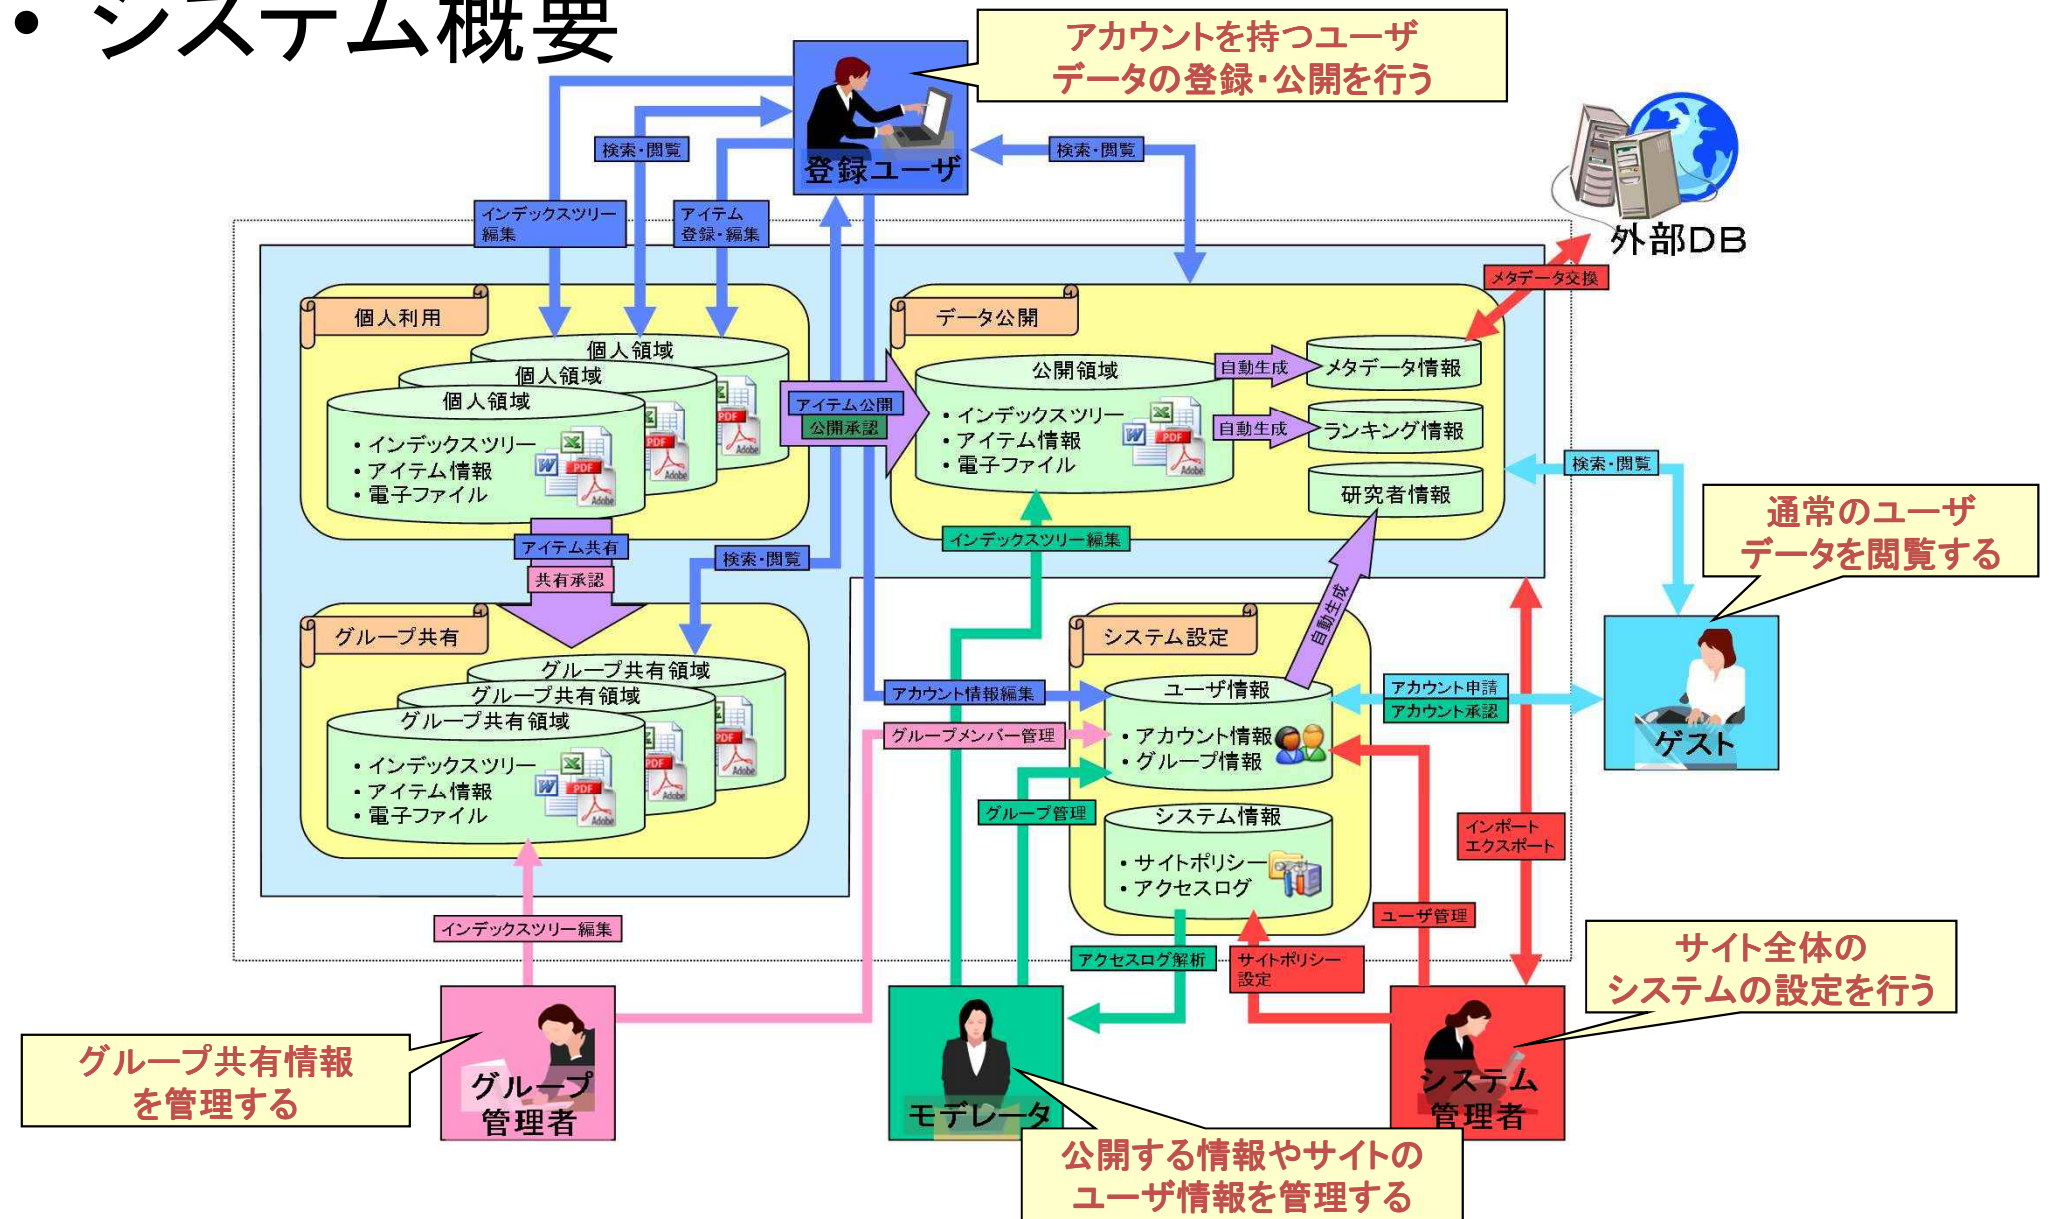 • システム概要
アカウントを持つユーザ
データの登録・公開を行う
登録ユーザ
検索・閲覧
検索・閲覧
インデックスツリー
編集
アイテム
登録・編集
外部DB
メタデータ交換
個人利用
個人領域
個人領域
個人領域
・インデックスツリー
・アイテム情報
・電子ファイル
PDF
Adobe
PDF
Adobe
PDF
Adobe
アイテム公開
公開承認
データ公開
公開領域
・インデックスツリー
・アイテム情報
・電子ファイル
PDF
Adobe
自動生成
メタデータ情報
自動生成
ランキング情報
研究者情報
検索・閲覧
通常のユーザ
データを閲覧する
インデックスツリー編集
アイテム共有
共有承認
検索・閲覧
グループ共有
グループ共有領域
グループ共有領域
グループ共有領域
・インデックスツリー
・アイテム情報
・電子ファイル
PDF
Adobe
PDF
Adobe
PDF
Adobe
システム設定
自動生成
ユーザ情報
・アカウント情報
・グループ情報
アカウント情報編集
グループメンバー管理
グループ管理
アカウント申請
アカウント承認
ゲスト
システム情報
・サイトポリシー
・アクセスログ
インポート
エクスポート
ユーザ管理
インデックスツリー編集
アクセスログ解析
サイトポリシー
設定
サイト全体の
システムの設定を行う
グループ共有情報
を管理する
グループ
管理者
モデレータ
システム
管理者
公開する情報やサイトの
ユーザ情報を管理する